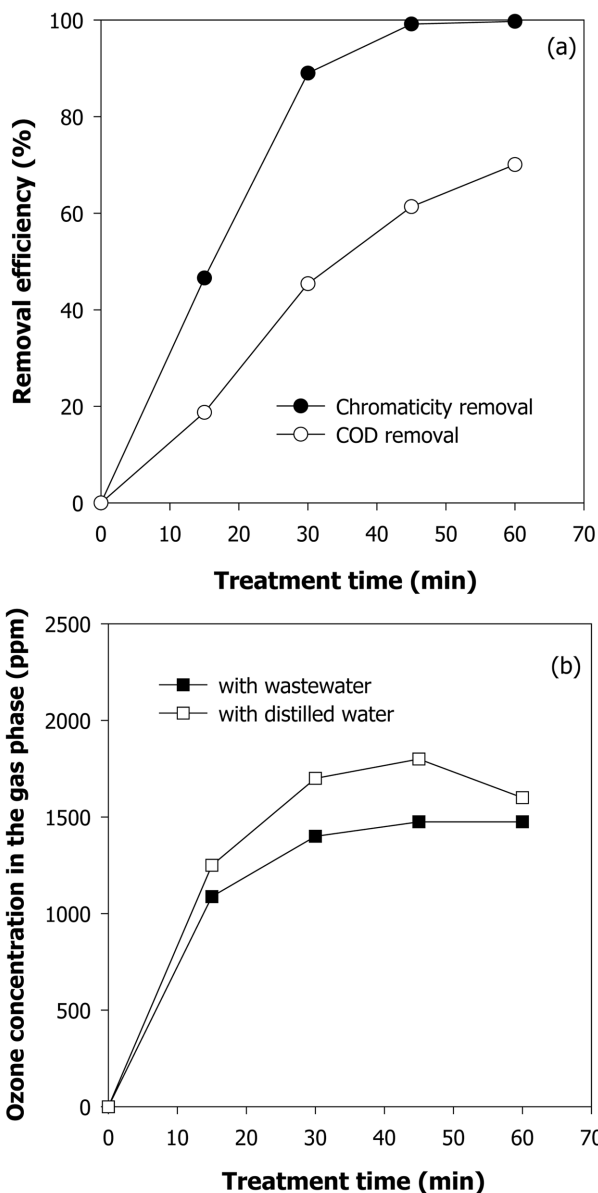 100
80
60
40
20
0
Removal efficiency (%)
(a)
Chromaticity removal
COD removal
0 10 20 30 40 50 60 70
Treatment time (min)
2500
2000
1500
1000
500
0
Ozone concentration in the gas phase (ppm)
(b)
with wastewater
with distilled water
0 10 20 30 40 50 60 70
Treatment time (min)